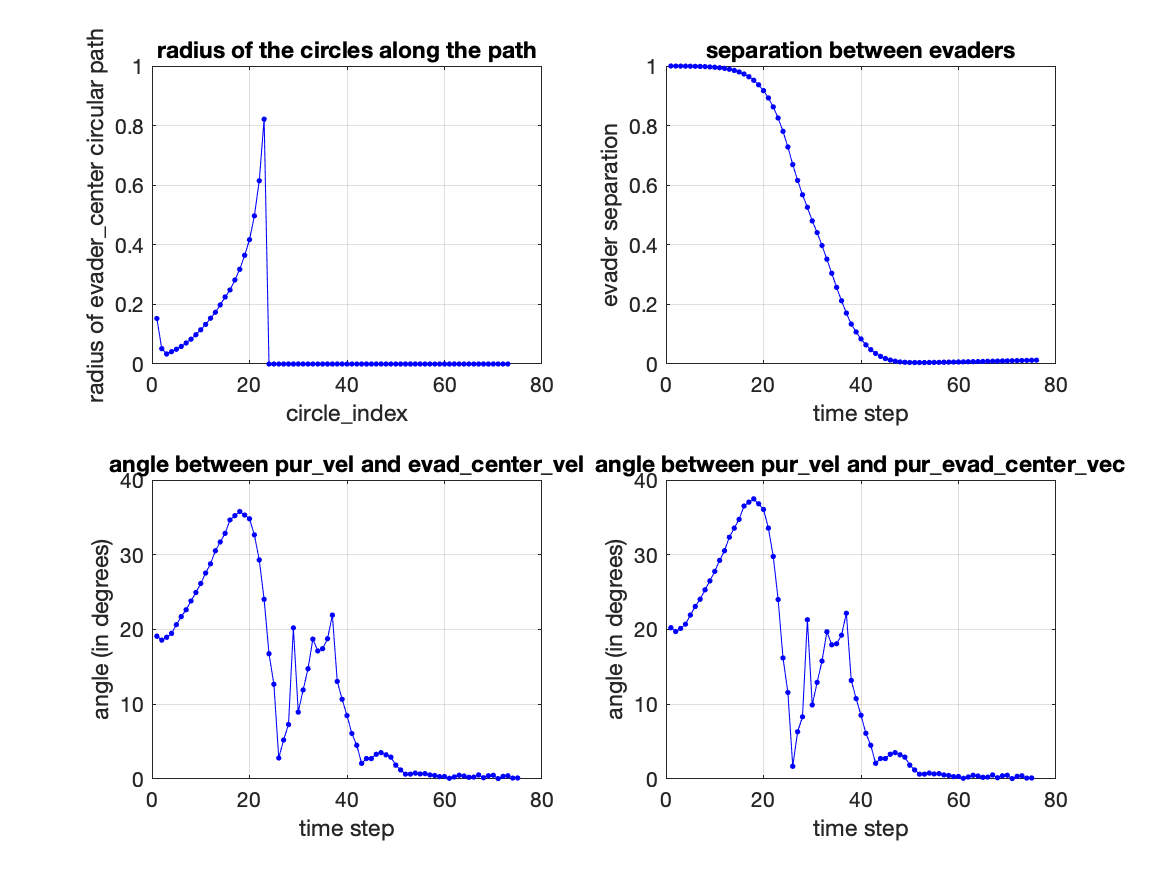 radius of the circles along the path
radius of evader_center circular path
1
0.8
0.6
0.4
0.2
0
0 20 40 60 80
circle_index
separation between evaders
evader separation
1
0.8
0.6
0.4
0.2
0
0 20 40 60 80
time step
angle between pur_vel and evad_center_vel
angle (in degrees)
40
30
20
10
0
0 20 40 60 80
time step
angle between pur_vel and pur_evad_center_vec
angle (in degrees)
40
30
20
10
0
0 20 40 60 80
time step